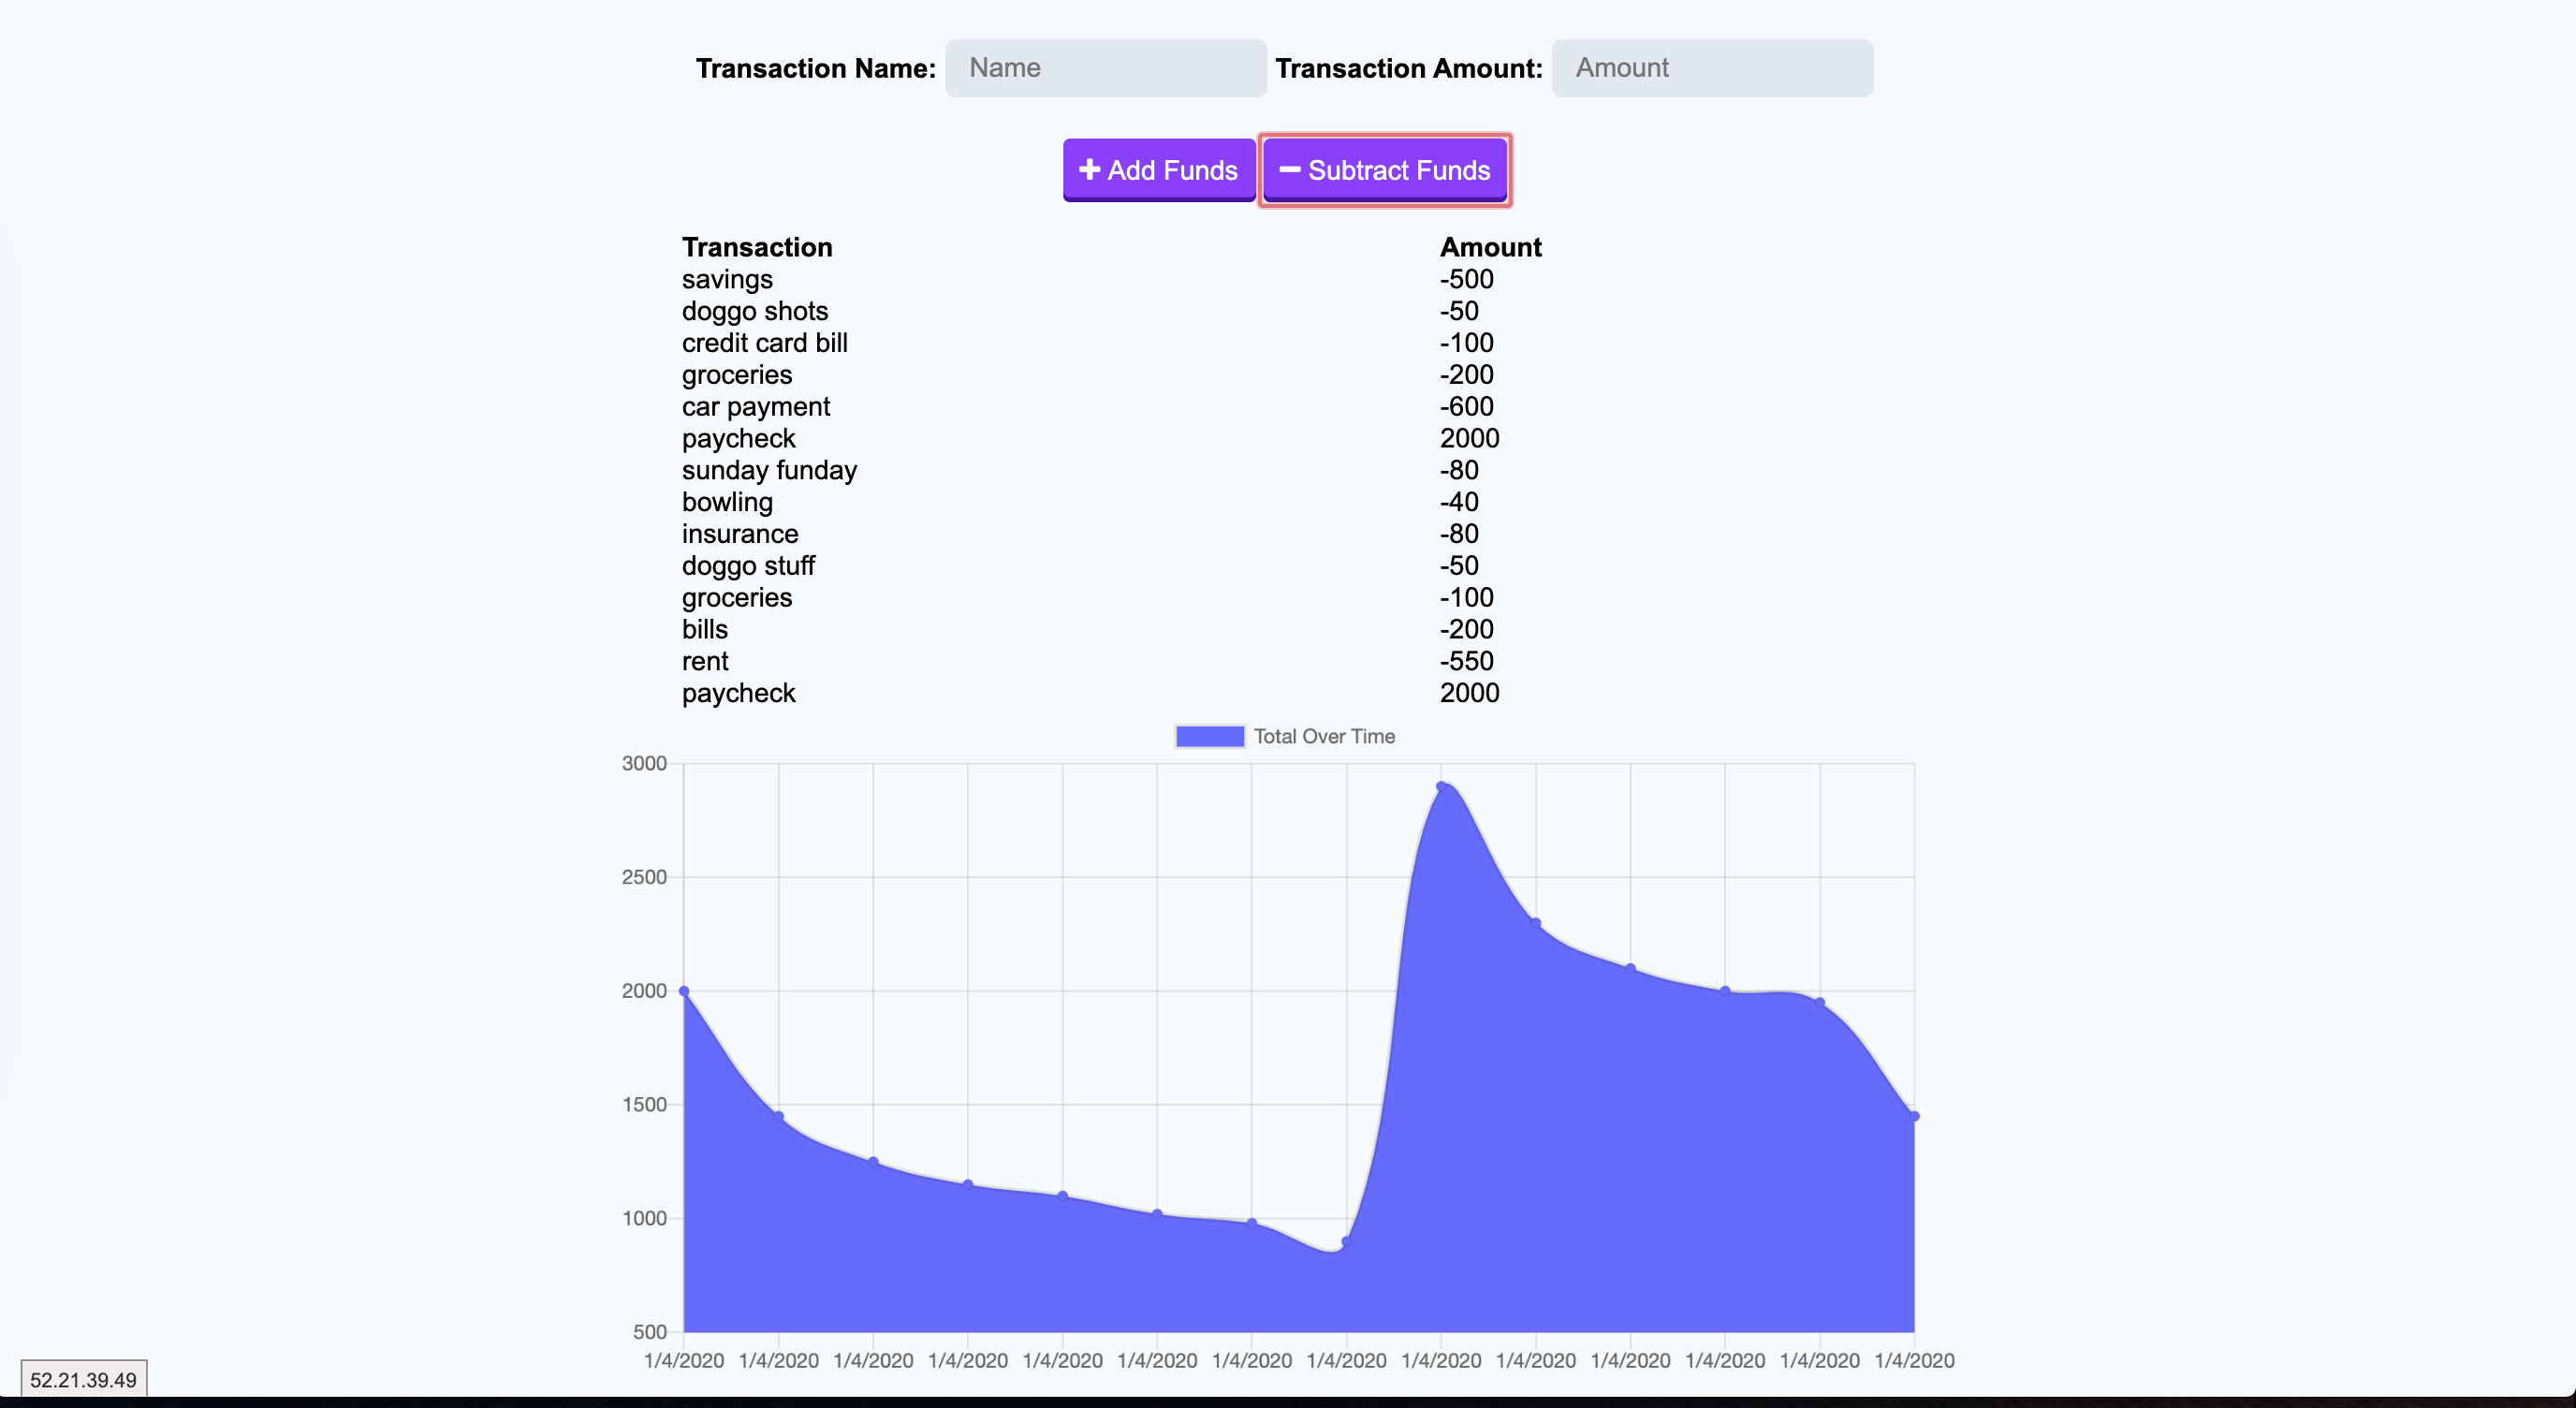 Transaction Name: Name Transaction Amount: Amount
Add Funds Subtract Funds
Transaction Amount
savings -500
doggo shots -50
credit card bill -100
groceries -200
car payment -600
paycheck 2000
sunday funday -80
bowling -40
insurance -80
doggo stuff -50
groceries -100
bills -200
rent -550
paycheck 2000
Total Over Time
3000
2500
2000
1500
1000
500
1/4/2020 1/4/2020 1/4/2020 1/4/2020 1/4/2020 1/4/2020 1/4/2020 1/4/2020 1/4/2020 1/4/2020 1/4/2020 1/4/2020 1/4/2020 1/4/2020
52.21.39.49